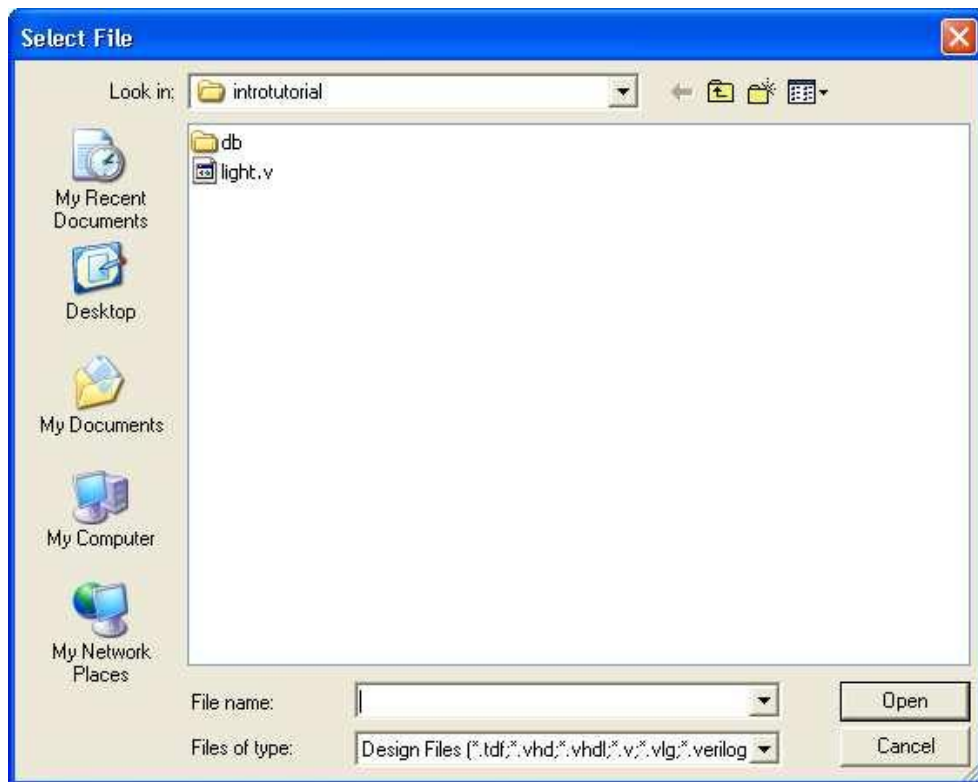 Select File
Look in: introtutorial
db
light.v
My Recent
Documents
Desktop
My Documents
My Computer
My Network
Places
File name:
Open
Files of type: Design Files (*.tdf;*.vhd;*.vhdl;*.v;*.vlg;*.verilog
Cancel